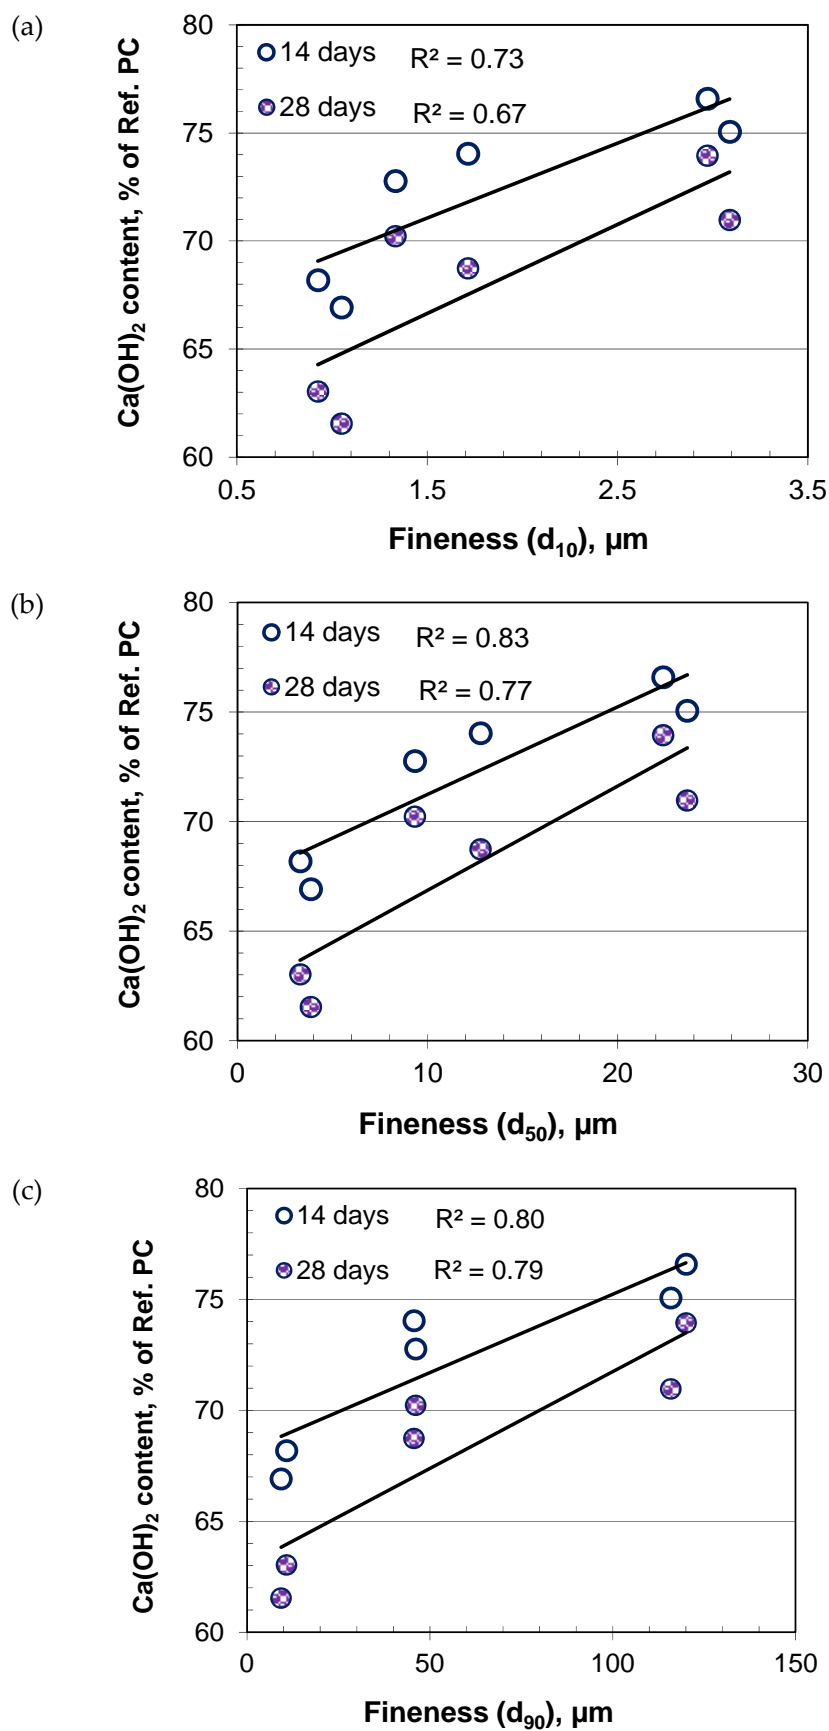 (a)
Ca(OH)₂ content, % of Ref. PC
80
75
70
65
60
14 days R² = 0.73
28 days R² = 0.67
0.5 1.5 2.5 3.5
Fineness (d₁₀), µm
(b)
Ca(OH)₂ content, % of Ref. PC
80
75
70
65
60
14 days R² = 0.83
28 days R² = 0.77
0 10 20 30
Fineness (d₅₀), µm
(c)
Ca(OH)₂ content, % of Ref. PC
80
75
70
65
60
14 days R² = 0.80
28 days R² = 0.79
0 50 100 150
Fineness (d₉₀), µm